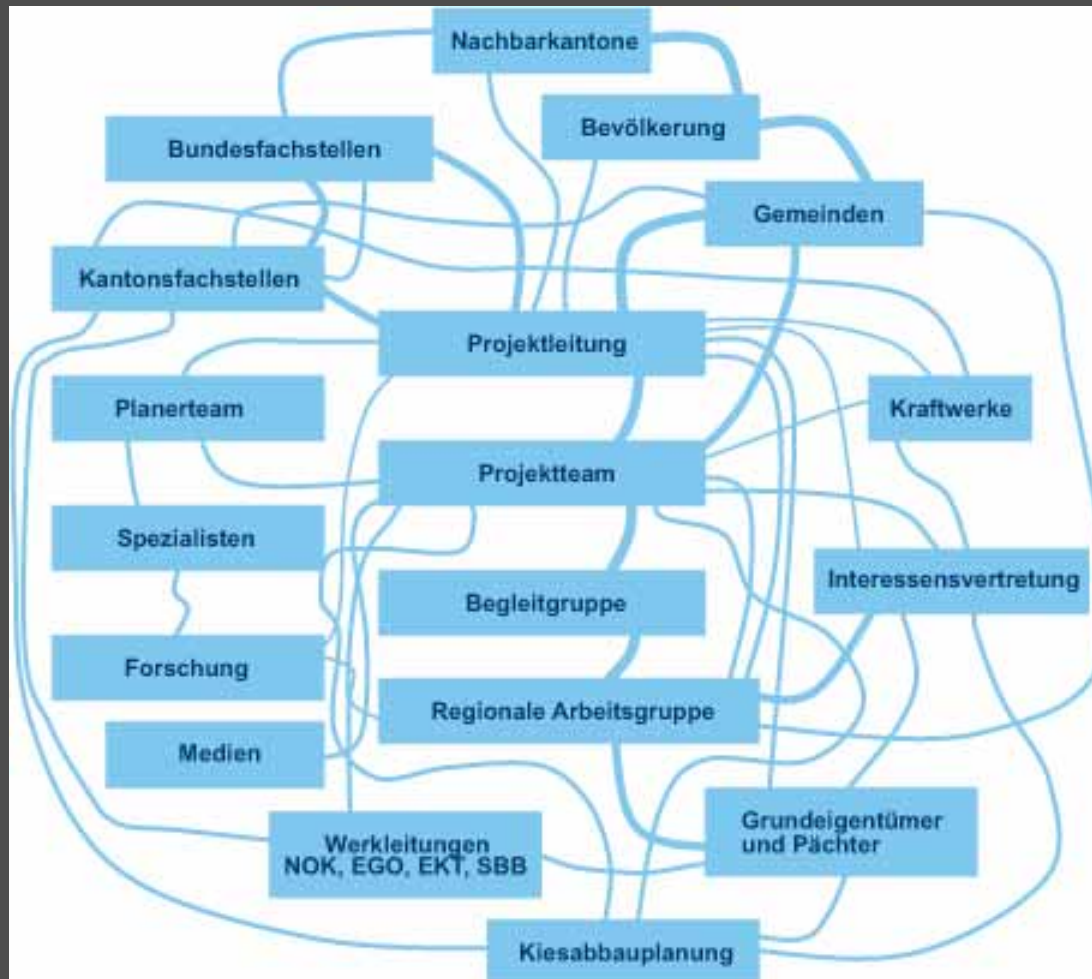 Nachbarkantone
Bevölkerung
Bundesfachstellen
Gemeinden
Kantonsfachstellen
Projektleitung
Planerteam
Kraftwerke
Projektteam
Spezialisten
Interessensvertretung
Begleitgruppe
Forschung
Regionale Arbeitsgruppe
Medien
Grundeigentümer
und Pächter
Werkleitungen
NOK, EGO, EKT, SBB
Kiesabbauplanung